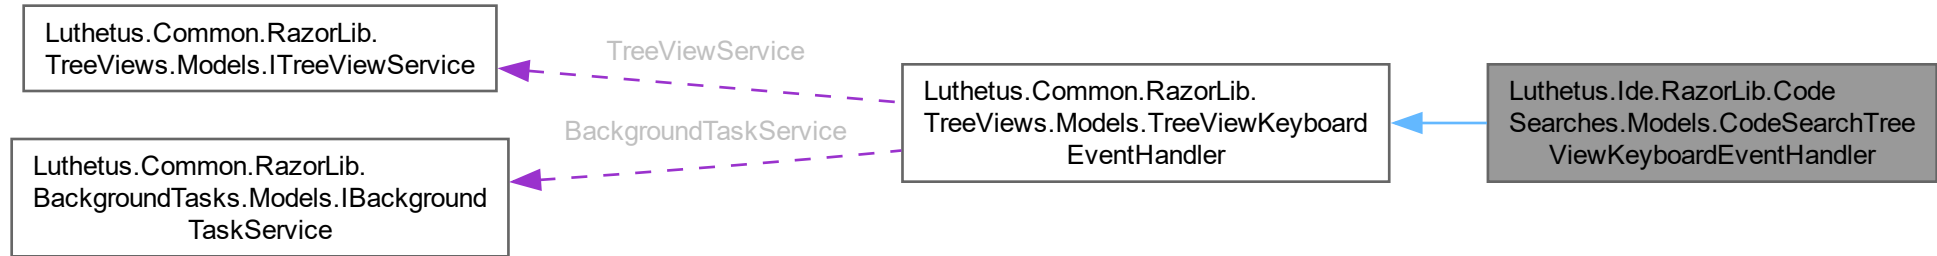 Luthetus.Common.RazorLib.
TreeViews.Models.ITreeViewService
TreeViewService
BackgroundTaskService
Luthetus.Common.RazorLib.
BackgroundTasks.Models.IBackground
TaskService
Luthetus.Common.RazorLib.
TreeViews.Models.TreeViewKeyboard
EventHandler
Luthetus.Ide.RazorLib.Code
Searches.Models.CodeSearchTree
ViewKeyboardEventHandler